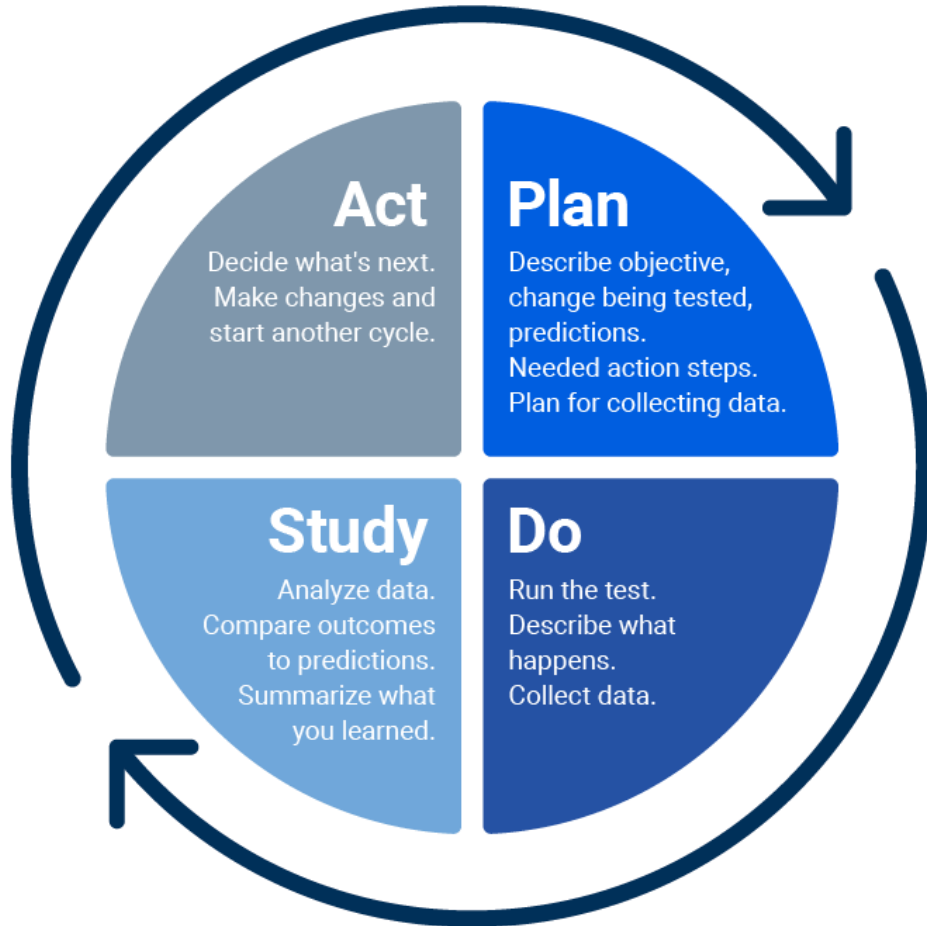 Act
Decide what's next.
Make changes and
start another cycle.
Plan
Describe objective,
change being tested,
predictions.
Needed action steps.
Plan for collecting data.
Study
Analyze data.
Compare outcomes
to predictions.
Summarize what
you learned.
Do
Run the test.
Describe what
happens.
Collect data.